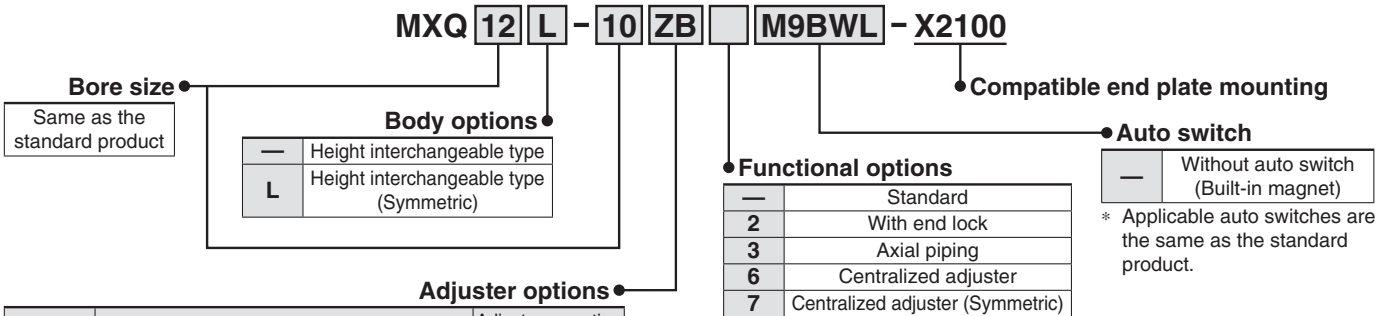 MXQ 12 L - 10 ZB M9BWL - X2100
Bore size
Same as the
standard product
Body options
— Height interchangeable type
L Height interchangeable type
(Symmetric)
Adjuster options
Functional options
— Standard
2 With end lock
3 Axial piping
6 Centralized adjuster
7 Centralized adjuster (Symmetric)
Compatible end plate mounting
Auto switch
— Without auto switch
(Built-in magnet)
* Applicable auto switches are
the same as the standard
product.